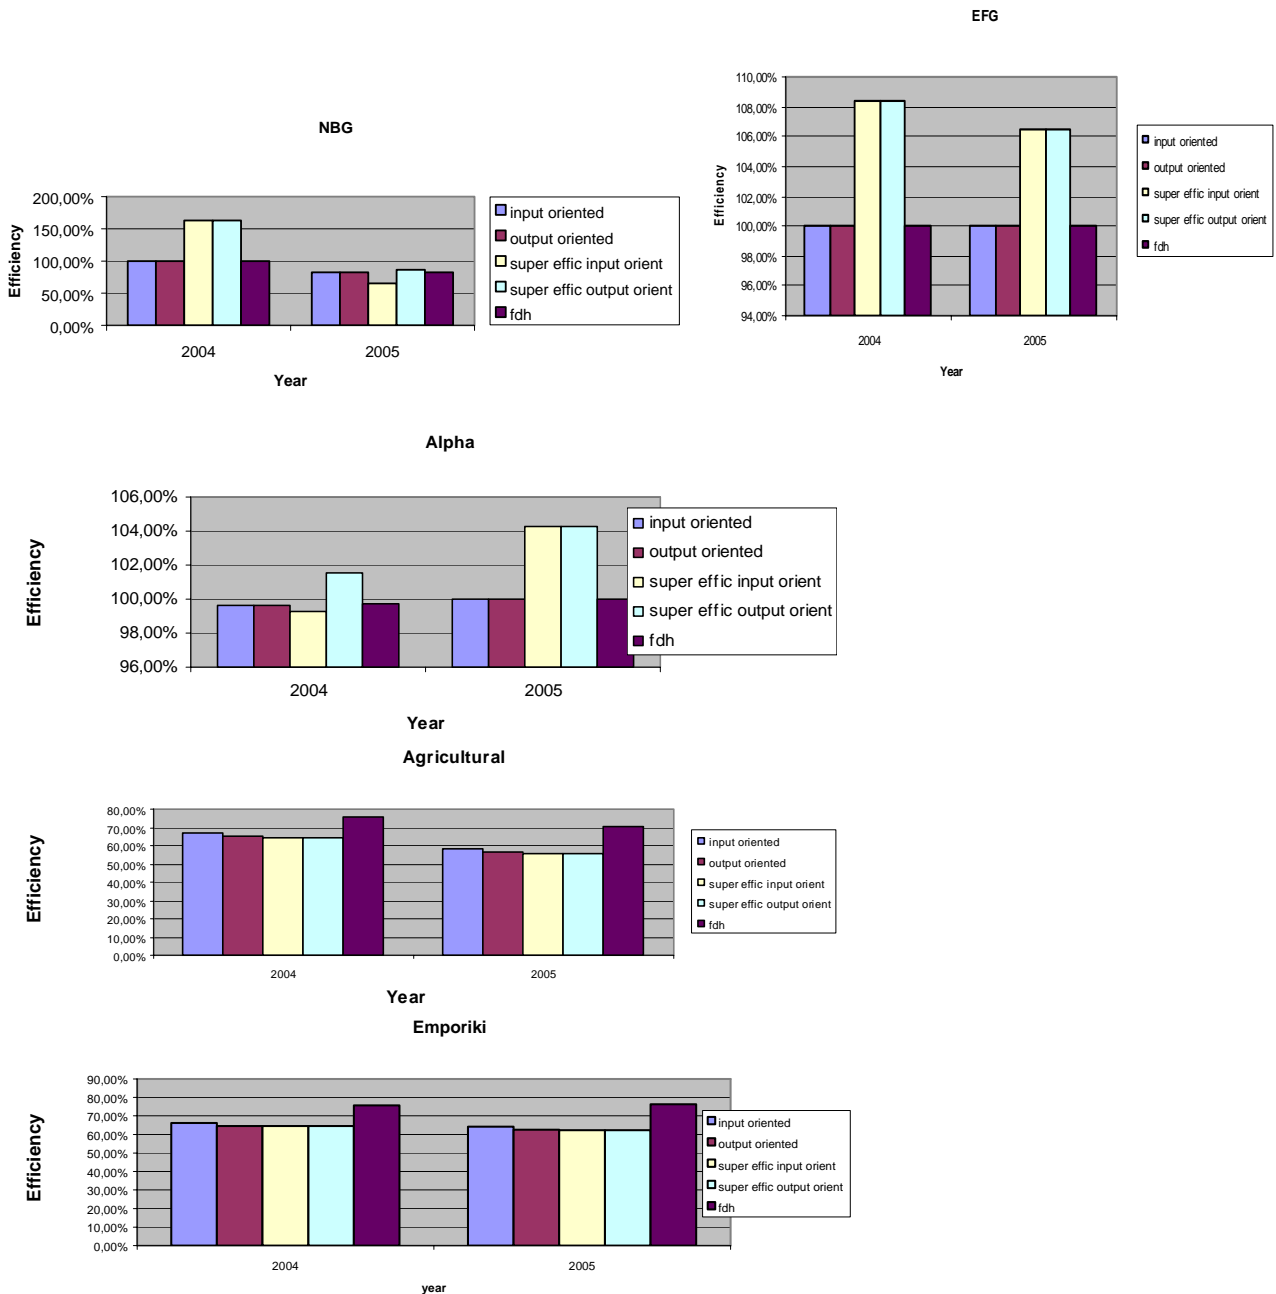 NBG
200,00%
150,00%
100,00%
50,00%
0,00%
Efficiency
2004
2005
Year
input oriented
output oriented
super effic input orient
super effic output orient
fdh
EFG
110,00%
108,00%
106,00%
104,00%
102,00%
100,00%
98,00%
96,00%
94,00%
Efficiency
2004
2005
Year
input oriented
output oriented
super effic input orient
super effic output orient
fdh
Alpha
106,00%
104,00%
102,00%
100,00%
98,00%
96,00%
Efficiency
2004
2005
Year
input oriented
output oriented
super effic input orient
super effic output orient
fdh
Agricultural
80,00%
70,00%
60,00%
50,00%
40,00%
30,00%
20,00%
10,00%
0,00%
Efficiency
2004
2005
Year
input oriented
output oriented
super effic input orient
super effic output orient
fdh
Emporiki
90,00%
80,00%
70,00%
60,00%
50,00%
40,00%
30,00%
20,00%
10,00%
0,00%
Efficiency
2004
2005
year
input oriented
output oriented
super effic input orient
super effic output orient
fdh